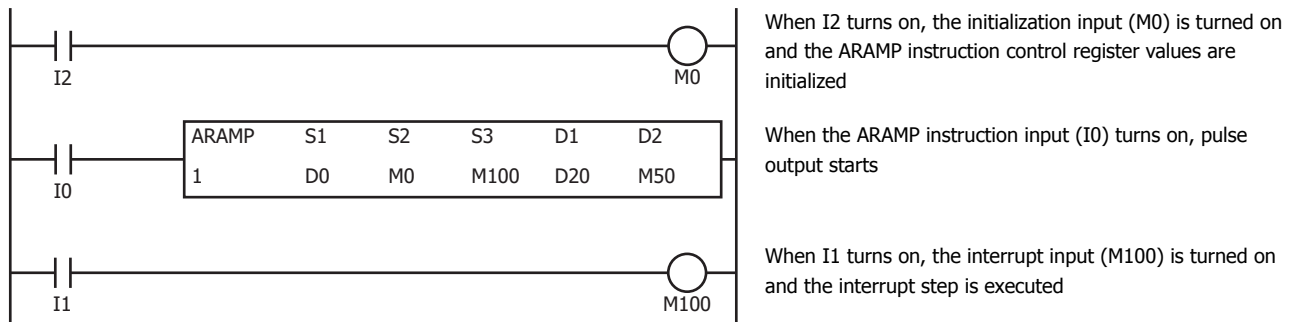 When I2 turns on, the initialization input (M0) is turned on
and the ARAMP instruction control register values are
initialized
I2
M0
ARAMP S1 S2 S3 D1 D2
1 D0 M0 M100 D20 M50
I0
When the ARAMP instruction input (I0) turns on, pulse
output starts
When I1 turns on, the interrupt input (M100) is turned on
and the interrupt step is executed
I1
M100